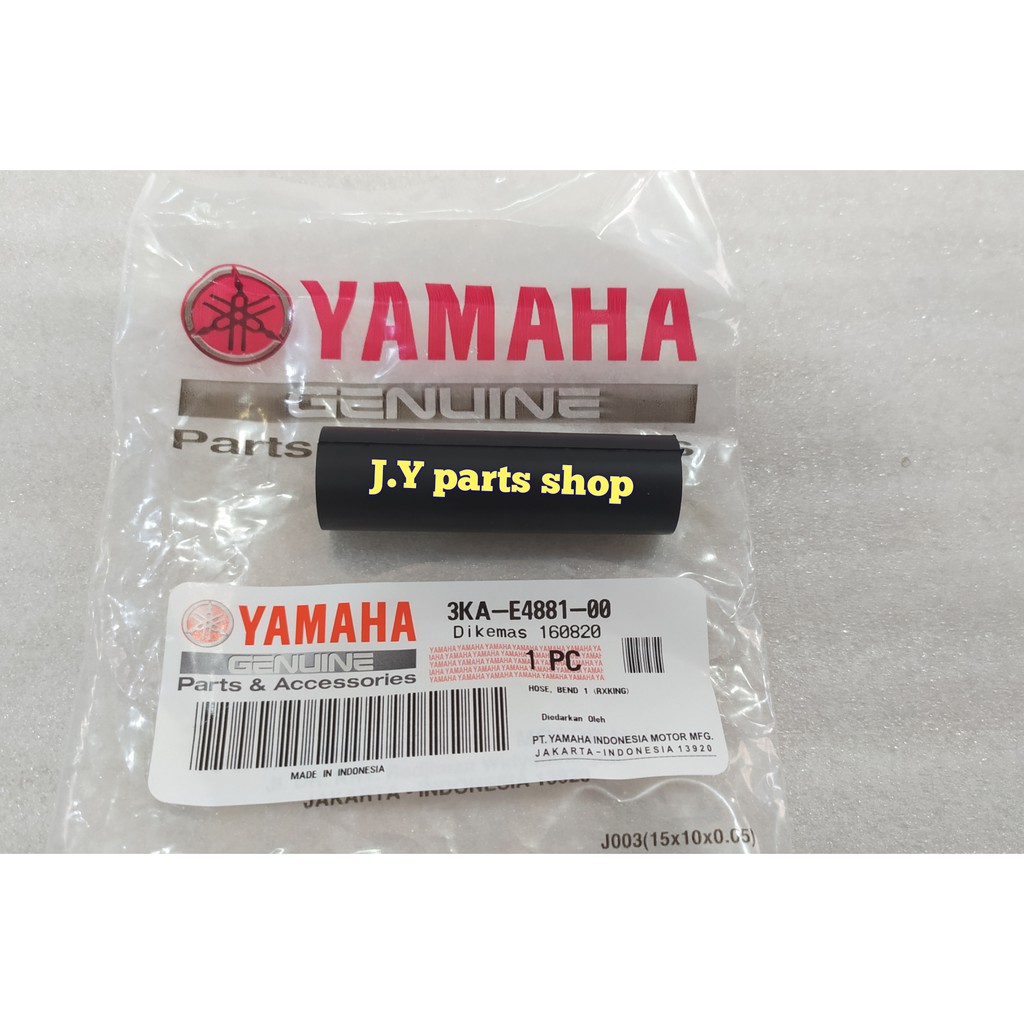 YAMAHA
GENUINE
Parts
J.Y parts shop
YAMAHA
GENUINE
Parts & Accessories
3KA-E4881-00
Dikemas 160820
1 PC
HOSE, BEND 1 (RXKING)
Diedarkan Oleh
PT. YAMAHA INDONESIA MOTOR MFG.
JAKARTA-INDONESIA 13920
MADE IN INDONESIA
JAKARTA - INDONESIA 13920
J003(15x10x0.05)